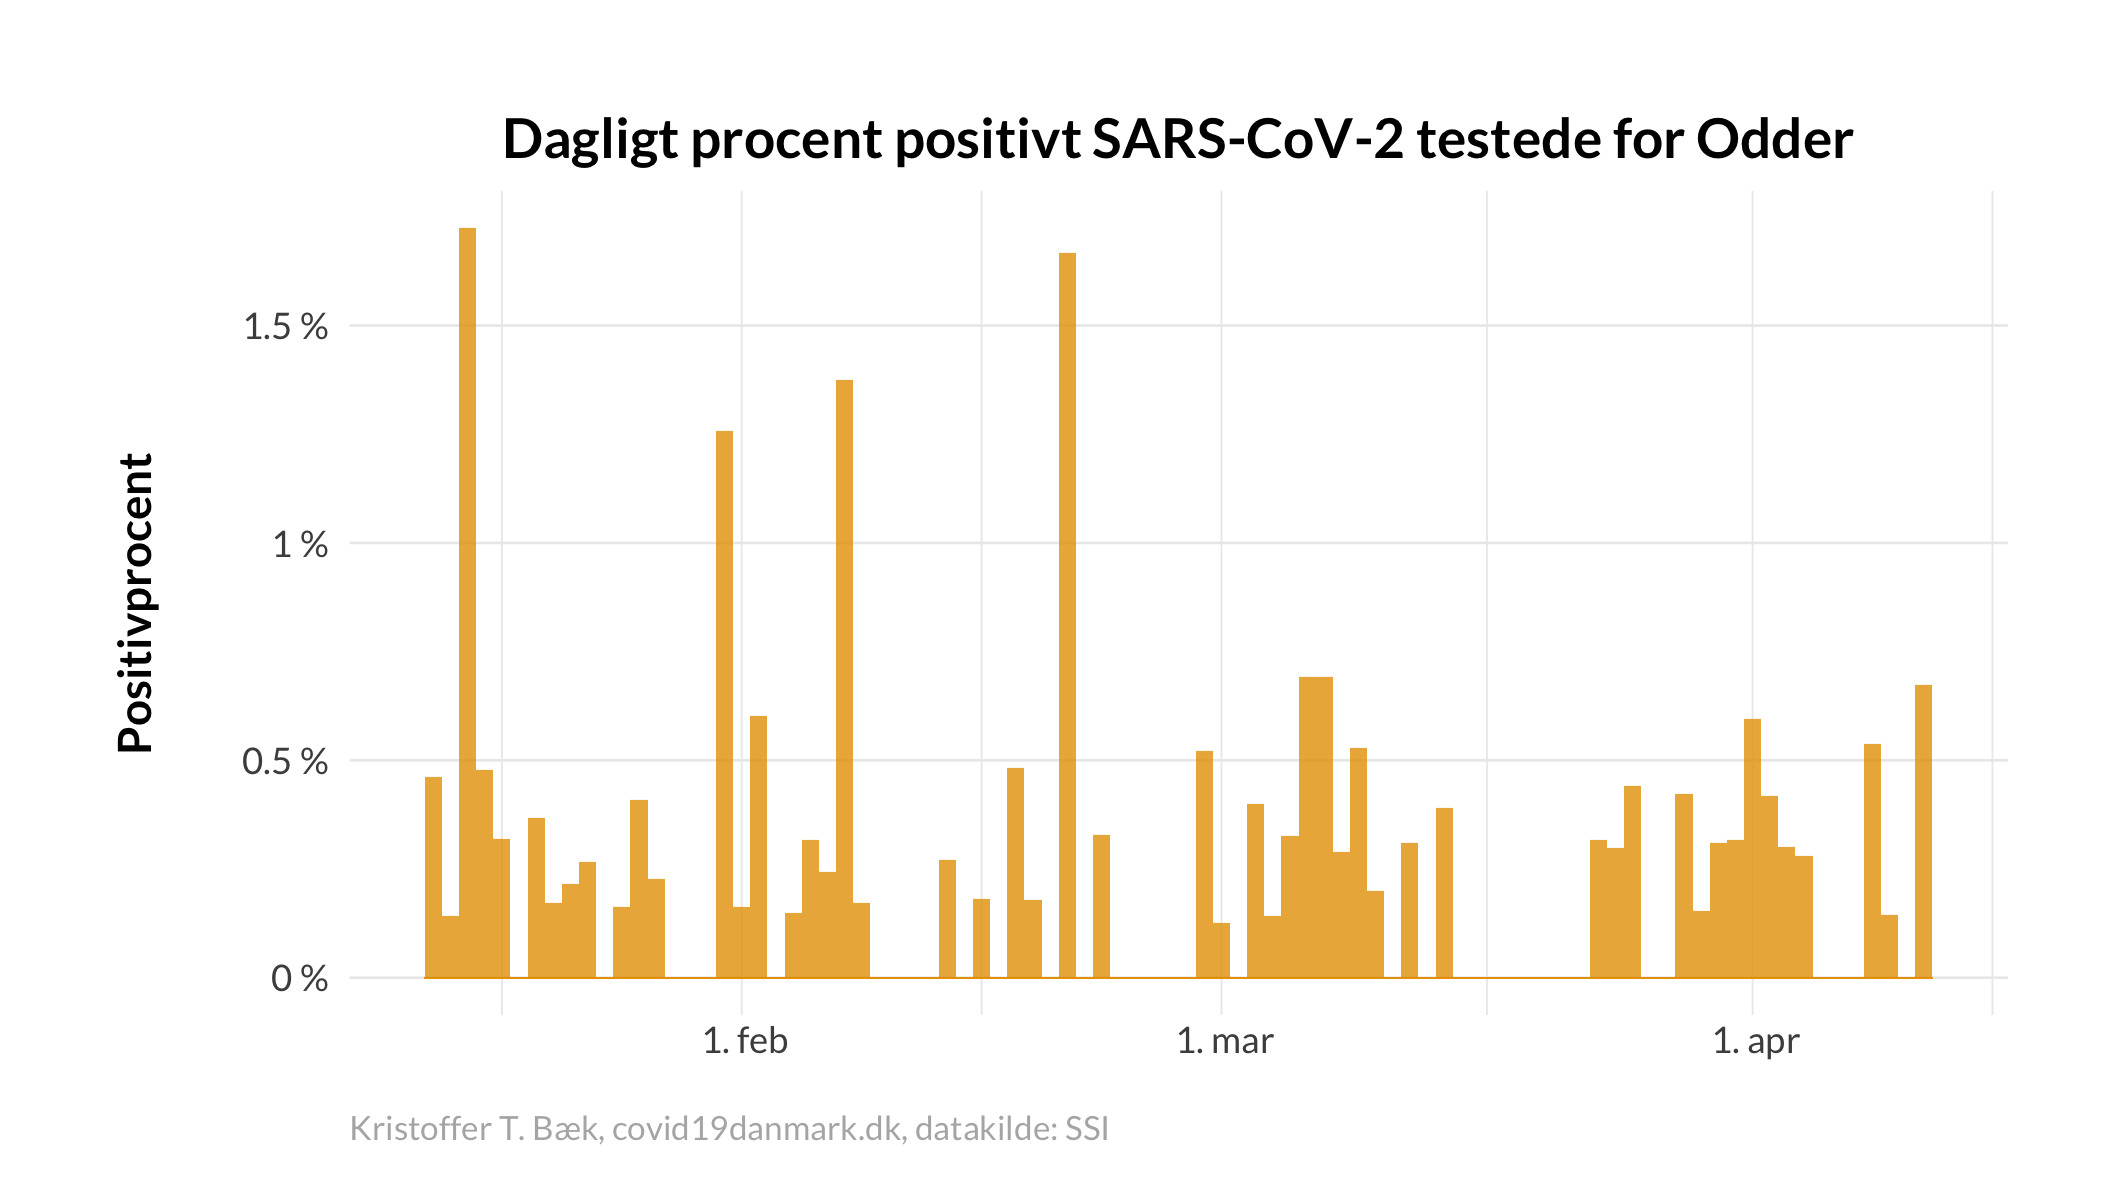 Dagligt procent positivt SARS-CoV-2 testede for Odder
Positivprocent
1.5 %
1 %
0.5 %
0 %
1. feb
1. mar
1. apr
Kristoffer T. Bæk, covid19danmark.dk, datakilde: SSI